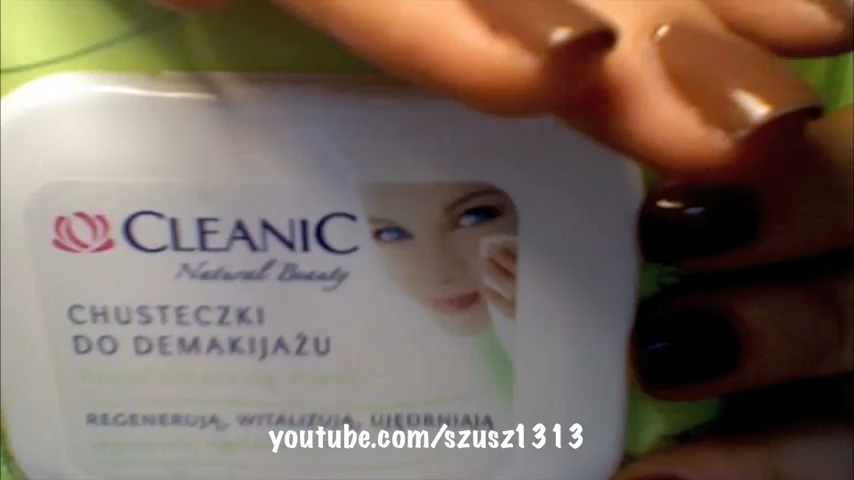 CLEANIC
Natural Beauty
CHUSTECZKI
DO DEMAKIJAŻU
REGENERUJĄ, WITALIZUJĄ, UJĘDRNIAJĄ
youtube.com/szusz1313